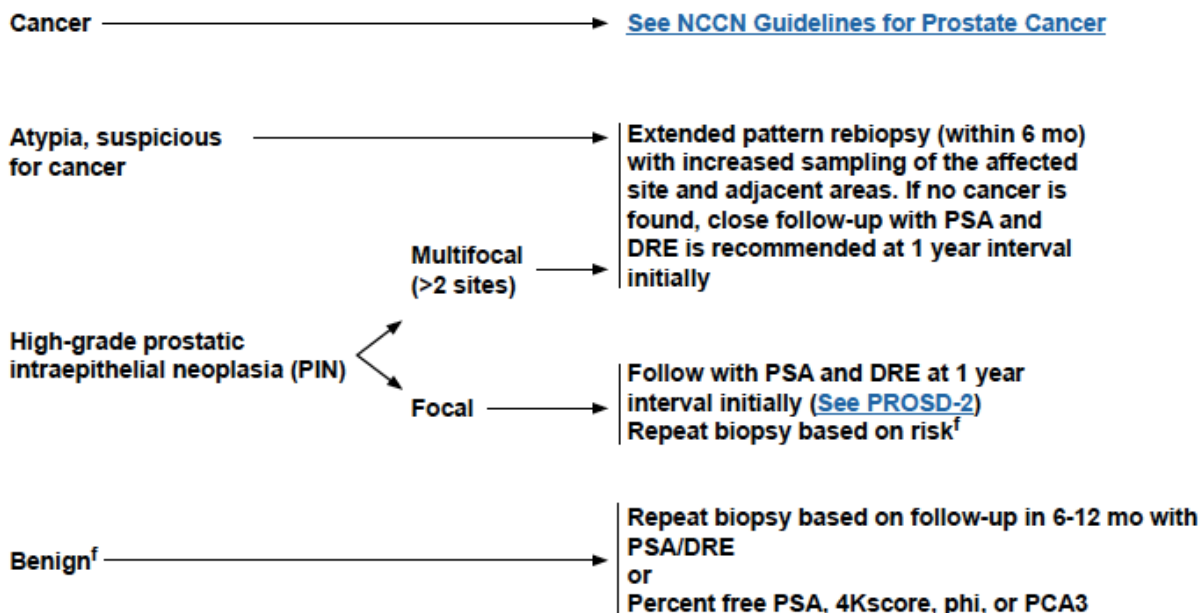 Cancer
See NCCN Guidelines for Prostate Cancer
Atypia, suspicious
for cancer
Extended pattern rebiopsy (within 6 mo)
with increased sampling of the affected
site and adjacent areas. If no cancer is
found, close follow-up with PSA and
DRE is recommended at 1 year interval
initially
Multifocal
(>2 sites)
High-grade prostatic
intraepithelial neoplasia (PIN)
Focal
Follow with PSA and DRE at 1 year
interval initially (See PROSD-2)
Repeat biopsy based on riskᶠ
Benignᶠ
Repeat biopsy based on follow-up in 6-12 mo with
PSA/DRE
or
Percent free PSA, 4Kscore, phi, or PCA3